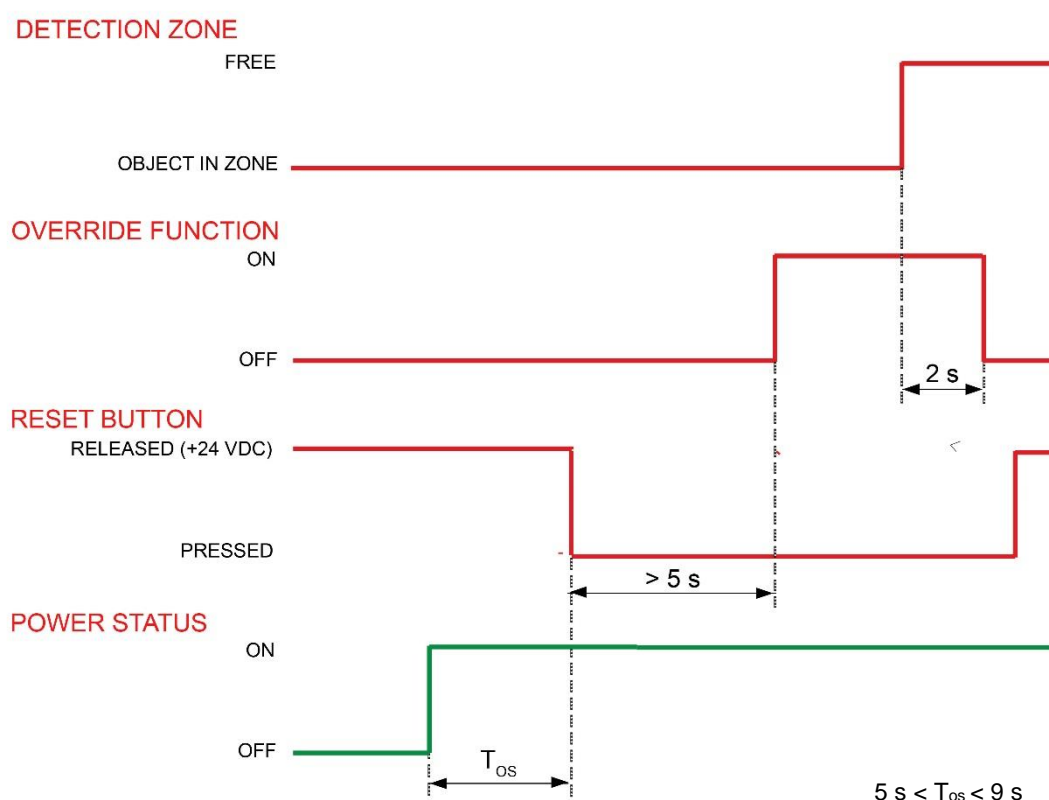 DETECTION ZONE
FREE
OBJECT IN ZONE
OVERRIDE FUNCTION
ON
OFF
2 s
RESET BUTTON
RELEASED (+24 VDC)
PRESSED
> 5 s
POWER STATUS
ON
OFF
Tos
5 s < Tos < 9 s